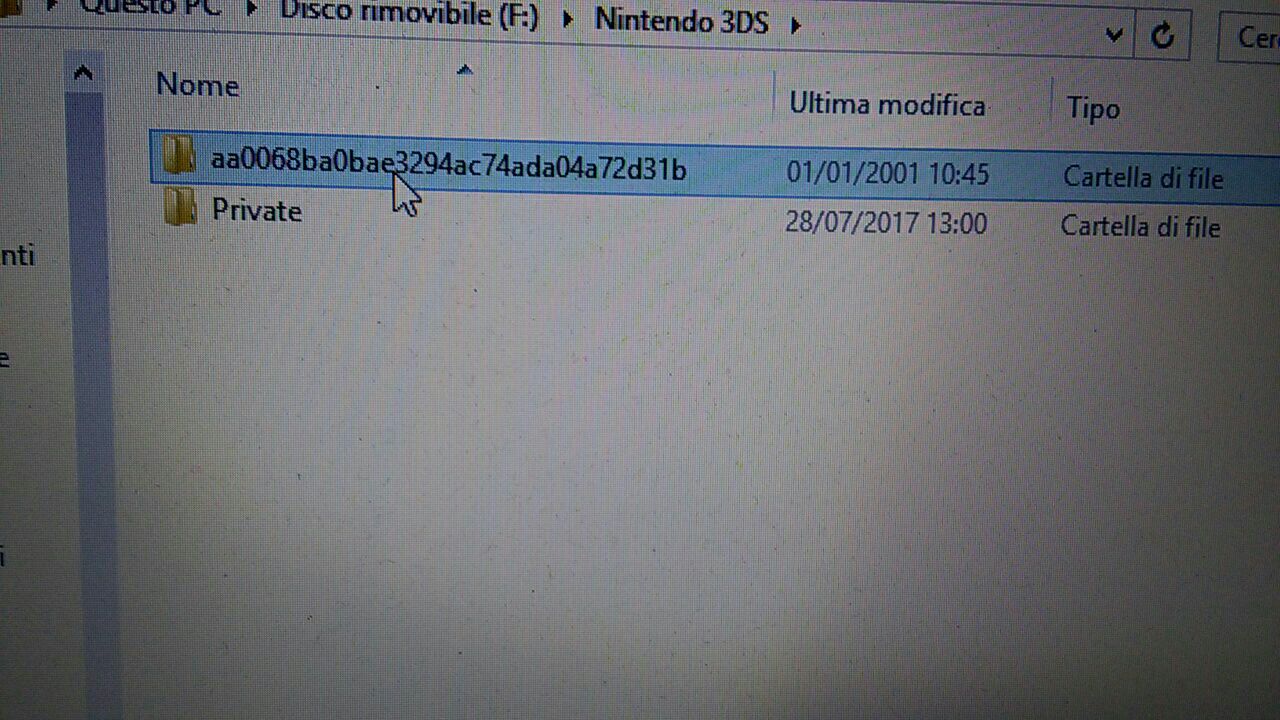 Questo PC Disco rimovibile (F:) Nintendo 3DS
Nome Ultima modifica Tipo
aa0068ba0bae3294ac74ada04a72d31b 01/01/2001 10:45 Cartella di file
Private 28/07/2017 13:00 Cartella di file
nti
e
i